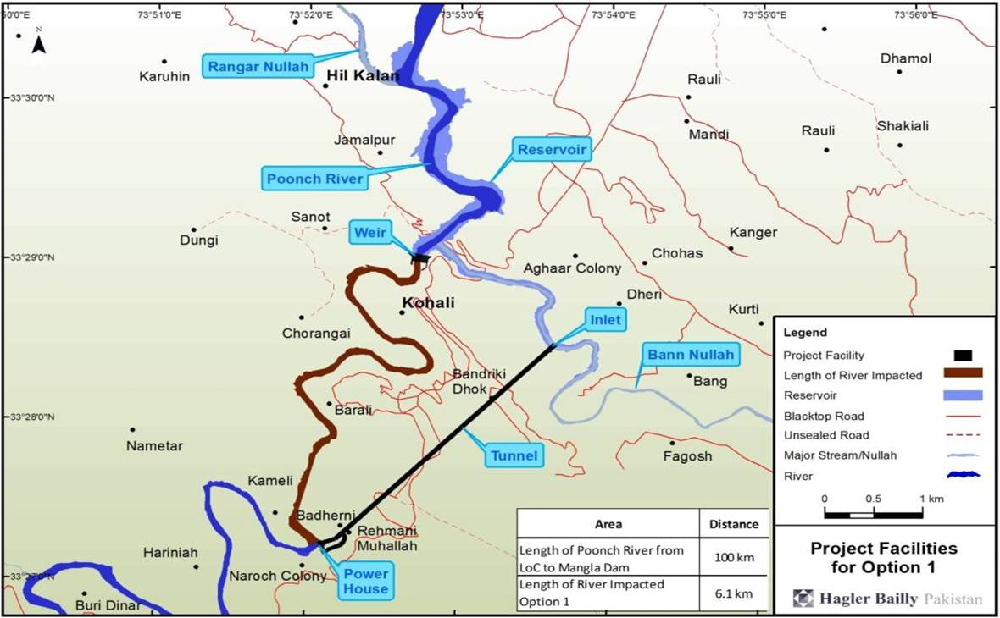 50'0"E
73°51'0"E
73°52'0"E
73°53'0"E
73°54'0"E
73°55'0"E
73°56'0"E
N
Rangar Nullah
Karuhin
Hil Kalan
Dhamol
Rauli
33°30'0"N
Mandi
Rauli
Shakiali
Jamalpur
Reservoir
Poonch River
Sanot
Dungi
Weir
Kanger
Chohas
33°29'0"N
Aghaar Colony
Kohali
Dheri
Kurti
Inlet
Chorangai
Bann Nullah
Bandriki
Dhok
Bang
Barali
33°28'0"N
Nametar
Tunnel
Fagosh
Kameli
Badherni
Rehmani
Muhallah
Hariniah
Naroch Colony
Power
House
33°27'0"N
Buri Dinar
Area
Distance
Length of Poonch River from
LoC to Mangla Dam
100 km
Length of River Impacted
Option 1
6.1 km
Legend
Project Facility
Length of River Impacted
Reservoir
Blacktop Road
Unsealed Road
Major Stream/Nullah
River
0 0.5 1 km
Project Facilities
for Option 1
Hagler Bailly Pakistan